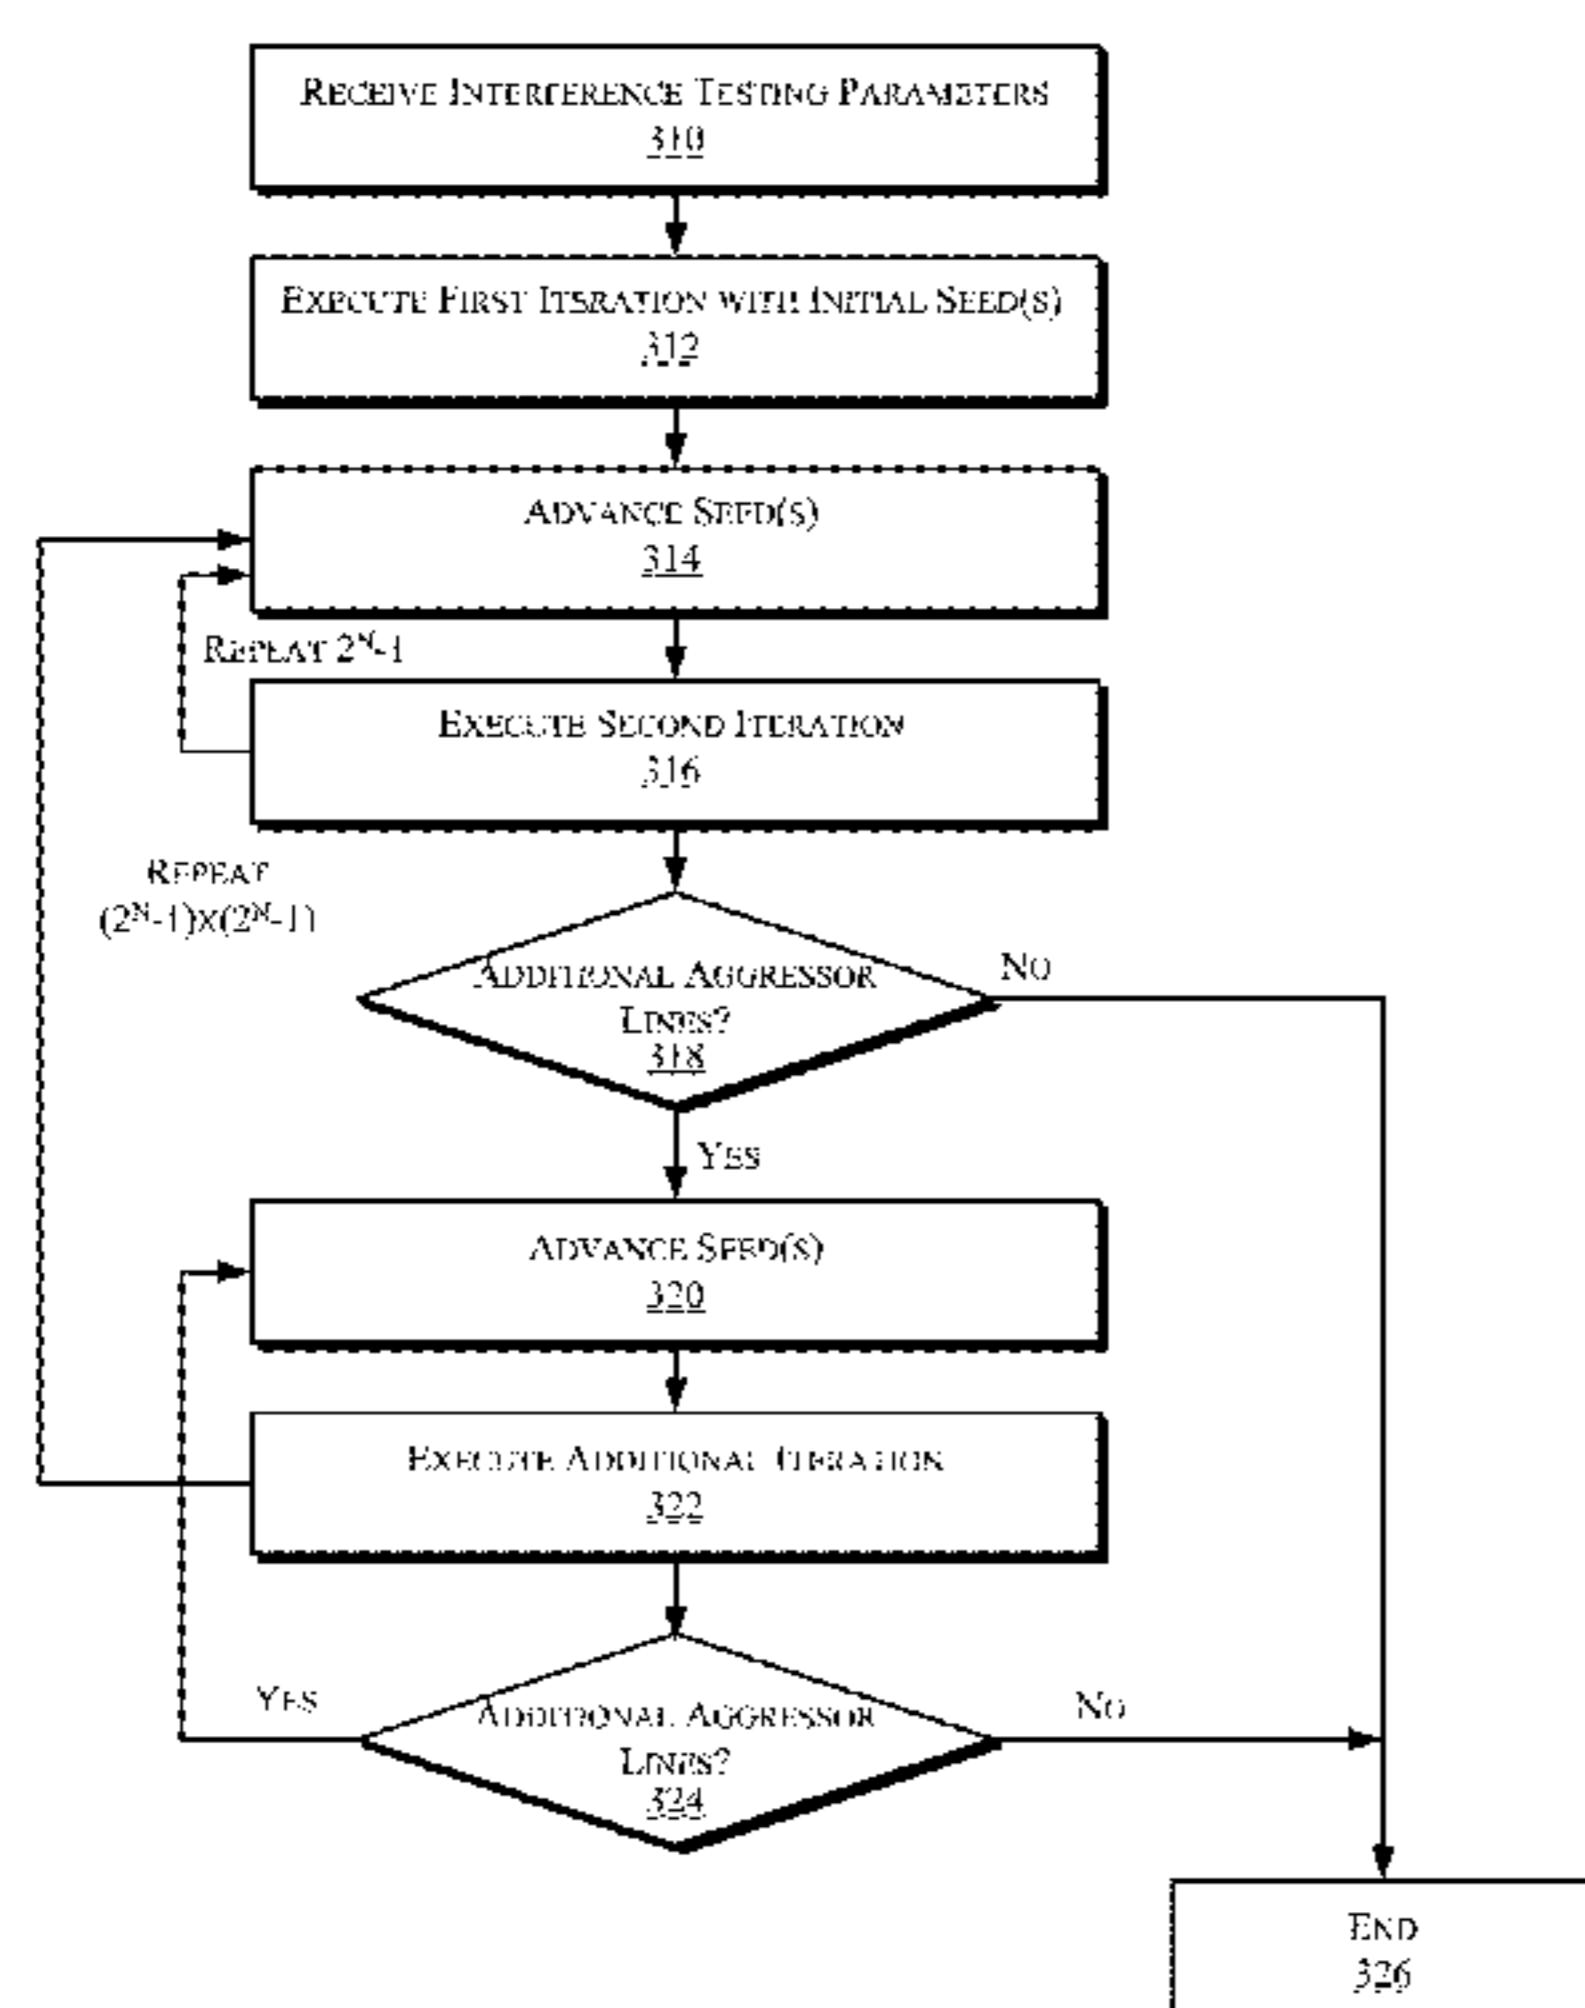 RECEIVE INTERFERENCE TESTING PARAMETERS
310
EXECUTE FIRST ITERATION WITH INITIAL SEED(S)
312
ADVANCE SEED(S)
314
REPEAT 2ᴺ-1
EXECUTE SECOND ITERATION
316
REPEAT
(2ᴺ-1)X(2ᴺ-1)
ADDITIONAL AGGRESSOR
LINES?
318
NO
YES
ADVANCE SEED(S)
320
EXECUTE ADDITIONAL ITERATION
322
YES
ADDITIONAL AGGRESSOR
LINES?
324
NO
END
326